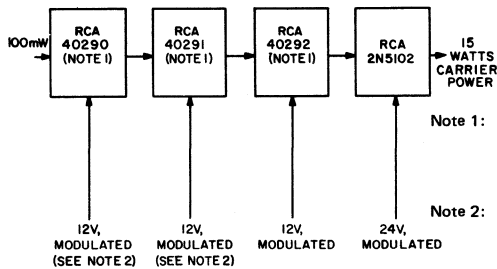 100mW
RCA
40290
(NOTE 1)
RCA
40291
(NOTE 1)
RCA
40292
(NOTE 1)
RCA
2N5102
15
WATTS
CARRIER
POWER
Note 1:
Note 2:
12V,
MODULATED
(SEE NOTE 2)
12V,
MODULATED
(SEE NOTE 2)
12V,
MODULATED
24V,
MODULATED